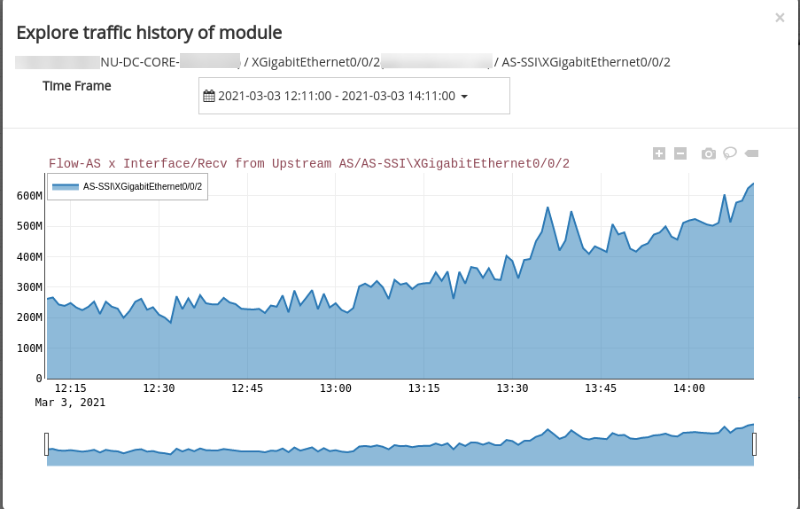 ×
Explore traffic history of module
NU-DC-CORE- / XGigabitEthernet0/0/2 / AS-SSI\XGigabitEthernet0/0/2
Time Frame
2021-03-03 12:11:00 - 2021-03-03 14:11:00
Flow-AS x Interface/Recv from Upstream AS/AS-SSI\XGigabitEthernet0/0/2
AS-SSI\XGigabitEthernet0/0/2
600M
500M
400M
300M
200M
100M
0
12:15 12:30 12:45 13:00 13:15 13:30 13:45 14:00
Mar 3, 2021